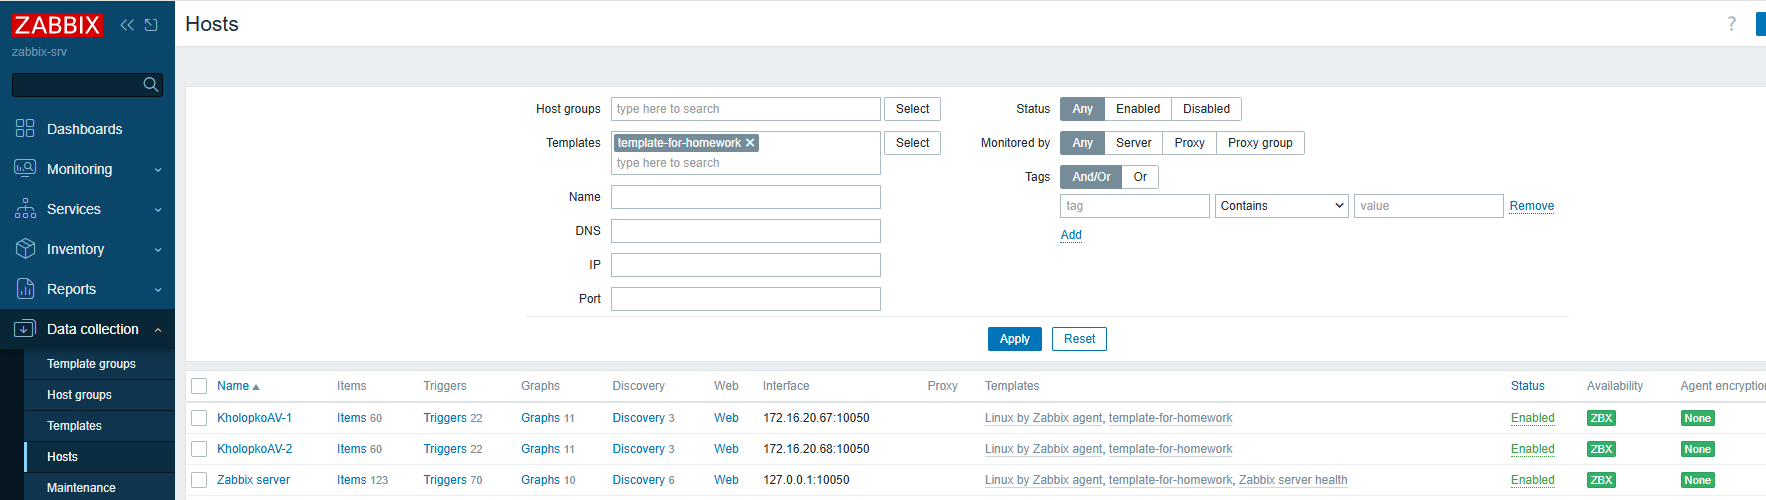 ZABBIX
zabbix-srv
Dashboards
Monitoring
Services
Inventory
Reports
Data collection
Template groups
Host groups
Templates
Hosts
Maintenance
Hosts
?
Host groups type here to search Select
Templates template-for-homework Select
type here to search
Name
DNS
IP
Port
Status Any Enabled Disabled
Monitored by Any Server Proxy Proxy group
Tags And/Or Or
tag Contains value Remove
Add
Apply Reset
Name Items Triggers Graphs Discovery Web Interface Proxy Templates Status Availability Agent encryption
KholopkoAV-1 Items 60 Triggers 22 Graphs 11 Discovery 3 Web 172.16.20.67:10050 Linux by Zabbix agent, template-for-homework Enabled ZBX None
KholopkoAV-2 Items 60 Triggers 22 Graphs 11 Discovery 3 Web 172.16.20.68:10050 Linux by Zabbix agent, template-for-homework Enabled ZBX None
Zabbix server Items 123 Triggers 70 Graphs 10 Discovery 6 Web 127.0.0.1:10050 Linux by Zabbix agent, template-for-homework, Zabbix server health Enabled ZBX None